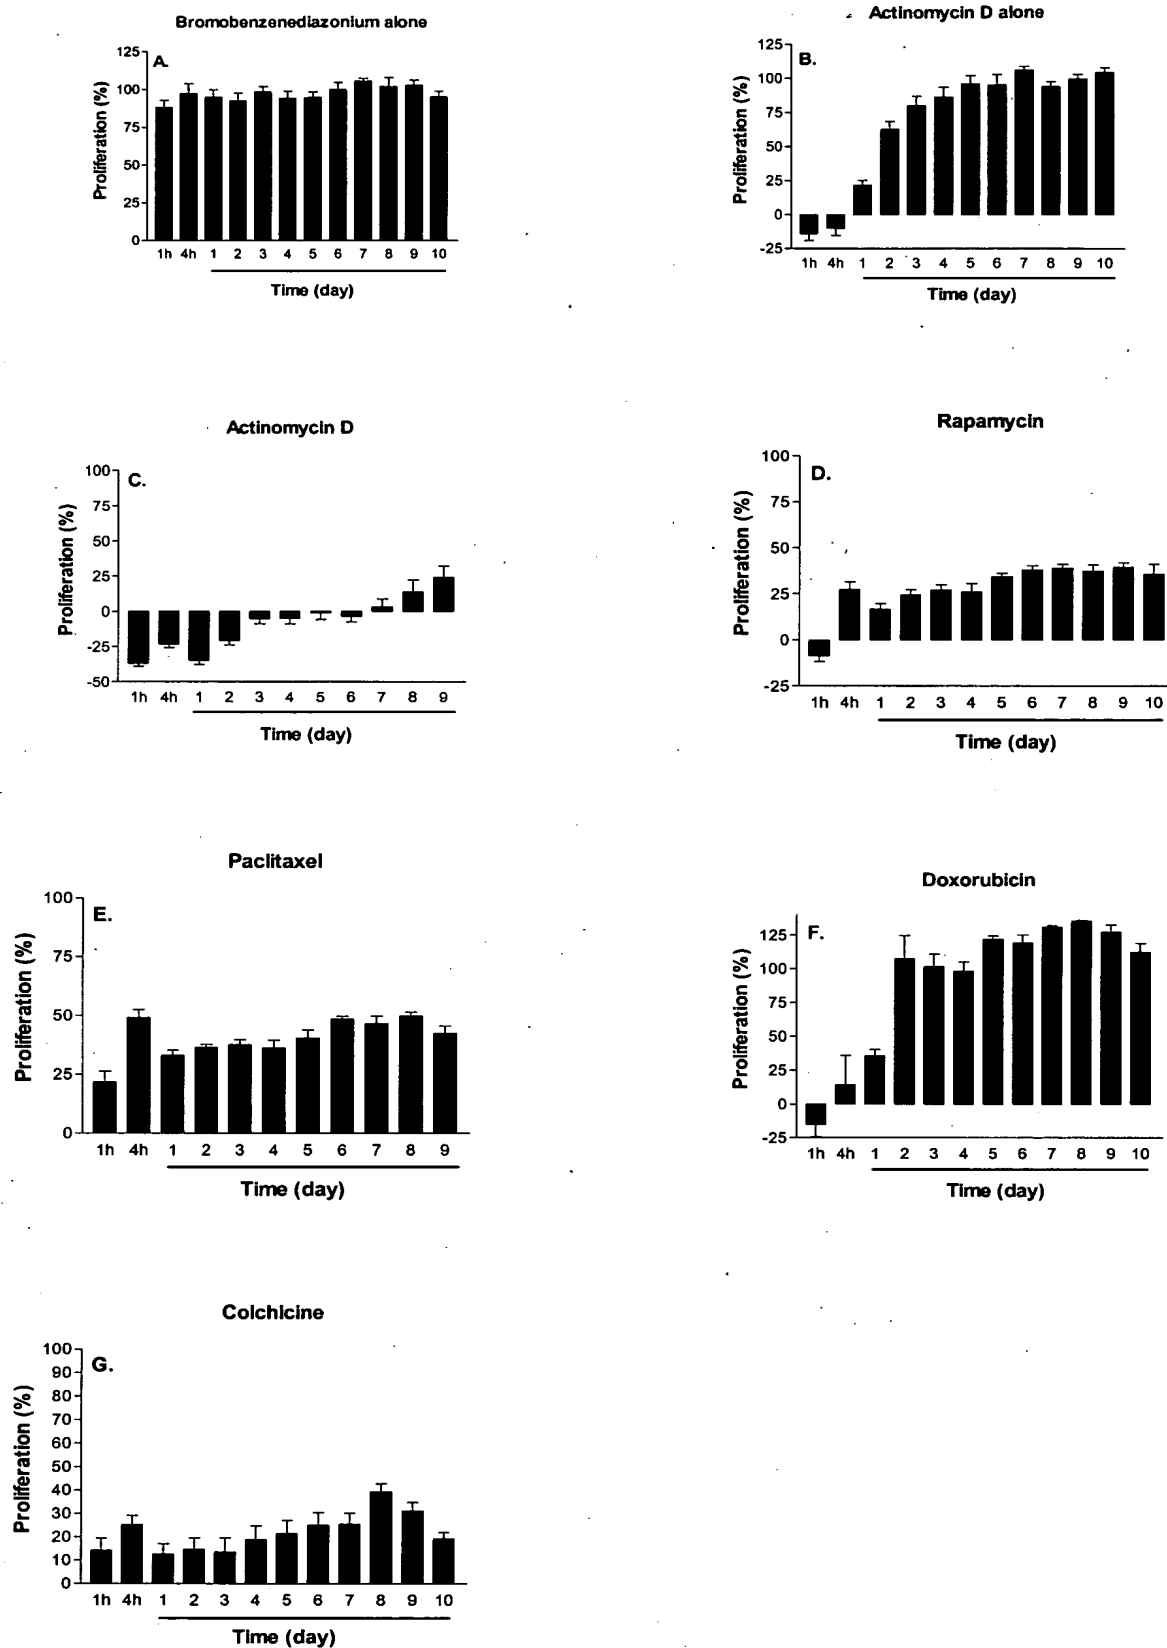 Bromobenzenediazonium alone
A.
Proliferation (%)
125
100
75
50
25
0
1h 4h 1 2 3 4 5 6 7 8 9 10
Time (day)
Actinomycin D alone
B.
Proliferation (%)
125
100
75
50
25
0
-25
1h 4h 1 2 3 4 5 6 7 8 9 10
Time (day)
Actinomycin D
C.
Proliferation (%)
100
75
50
25
0
-25
-50
1h 4h 1 2 3 4 5 6 7 8 9
Time (day)
Rapamycin
D.
Proliferation (%)
100
75
50
25
0
-25
1h 4h 1 2 3 4 5 6 7 8 9 10
Time (day)
Paclitaxel
E.
Proliferation (%)
100
75
50
25
0
1h 4h 1 2 3 4 5 6 7 8 9
Time (day)
Doxorubicin
F.
Proliferation (%)
125
100
75
50
25
0
-25
1h 4h 1 2 3 4 5 6 7 8 9 10
Time (day)
Colchicine
G.
Proliferation (%)
100
90
80
70
60
50
40
30
20
10
0
1h 4h 1 2 3 4 5 6 7 8 9 10
Time (day)